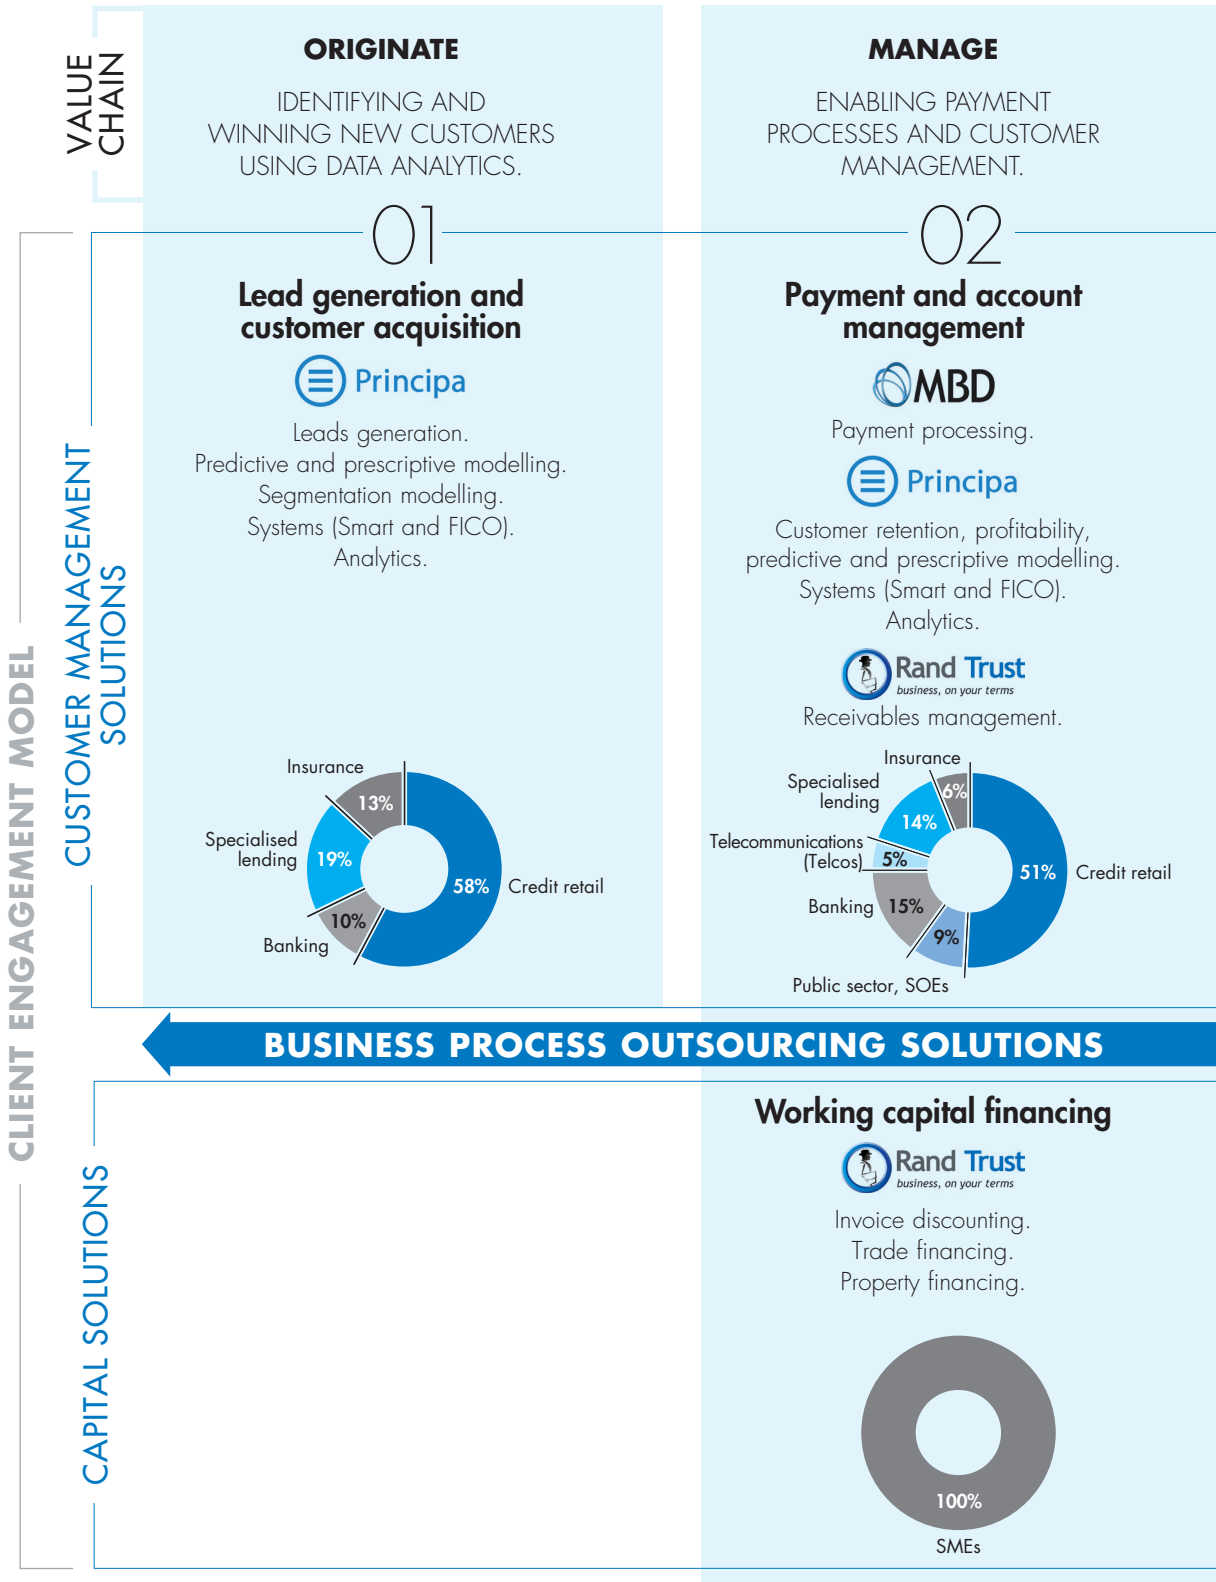 VALUE
CHAIN
ORIGINATE
IDENTIFYING AND
WINNING NEW CUSTOMERS
USING DATA ANALYTICS.
MANAGE
ENABLING PAYMENT
PROCESSES AND CUSTOMER
MANAGEMENT.
CLIENT ENGAGEMENT MODEL
CUSTOMER MANAGEMENT
SOLUTIONS
01
Lead generation and
customer acquisition
Principa
Leads generation.
Predictive and prescriptive modelling.
Segmentation modelling.
Systems (Smart and FICO).
Analytics.
Insurance
13%
Specialised
lending
19%
58%
Credit retail
10%
Banking
02
Payment and account
management
MBD
Payment processing.
Principa
Customer retention, profitability,
predictive and prescriptive modelling.
Systems (Smart and FICO).
Analytics.
Rand Trust
business, on your terms
Receivables management.
Insurance
6%
Specialised
lending
14%
Telecommunications
(Telcos)
5%
51%
Credit retail
Banking
15%
9%
Public sector, SOEs
BUSINESS PROCESS OUTSOURCING SOLUTIONS
CAPITAL SOLUTIONS
Working capital financing
Rand Trust
business, on your terms
Invoice discounting.
Trade financing.
Property financing.
100%
SMEs